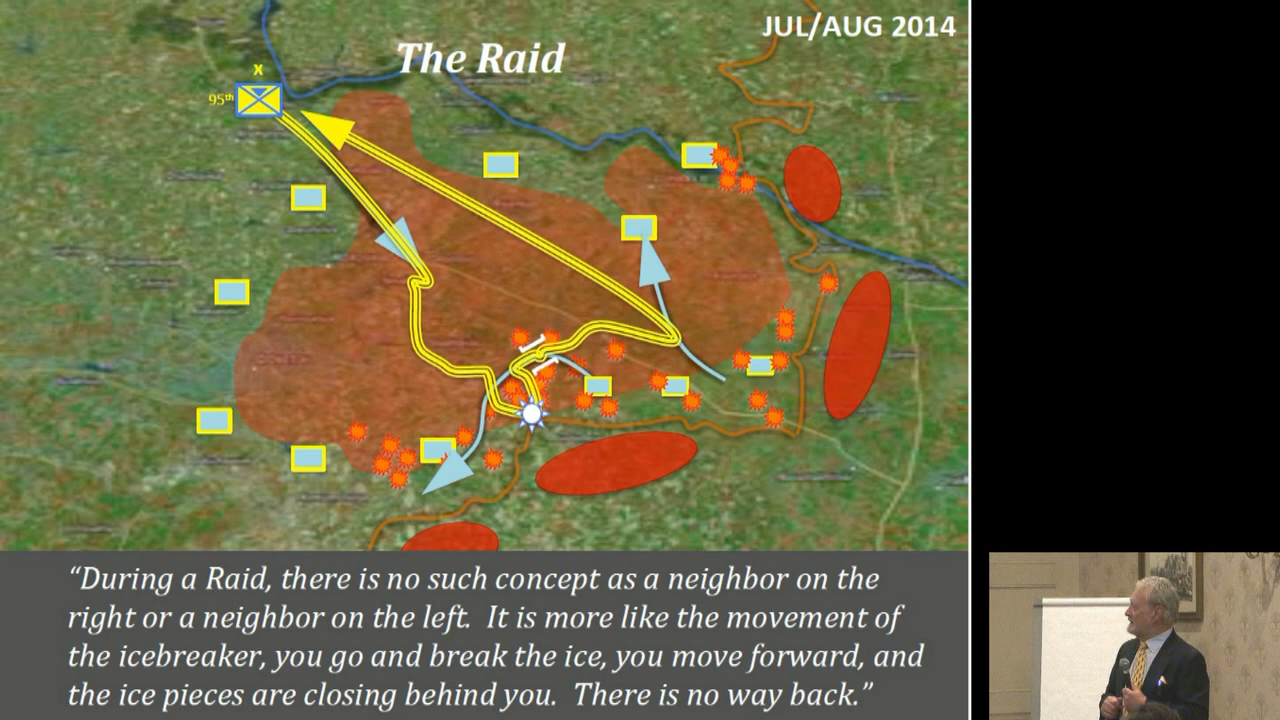 JUL/AUG 2014
The Raid
X
95th
“During a Raid, there is no such concept as a neighbor on the
right or a neighbor on the left.  It is more like the movement of
the icebreaker, you go and break the ice, you move forward, and
the ice pieces are closing behind you.  There is no way back.”